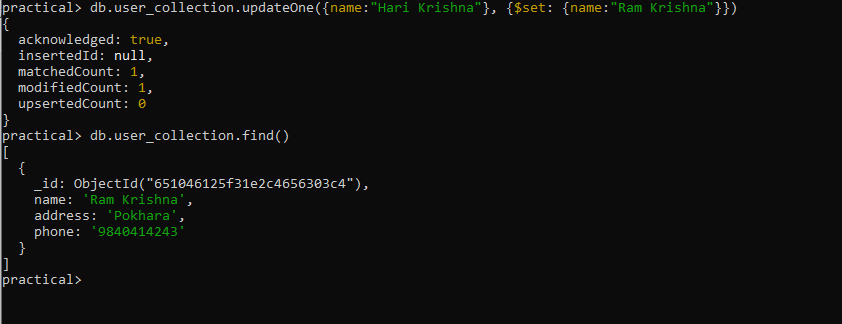 practical> db.user_collection.updateOne({name:"Hari Krishna"}, {$set: {name:"Ram Krishna"}})
{
  acknowledged: true,
  insertedId: null,
  matchedCount: 1,
  modifiedCount: 1,
  upsertedCount: 0
}
practical> db.user_collection.find()
[
  {
    _id: ObjectId("651046125f31e2c4656303c4"),
    name: 'Ram Krishna',
    address: 'Pokhara',
    phone: '9840414243'
  }
]
practical>